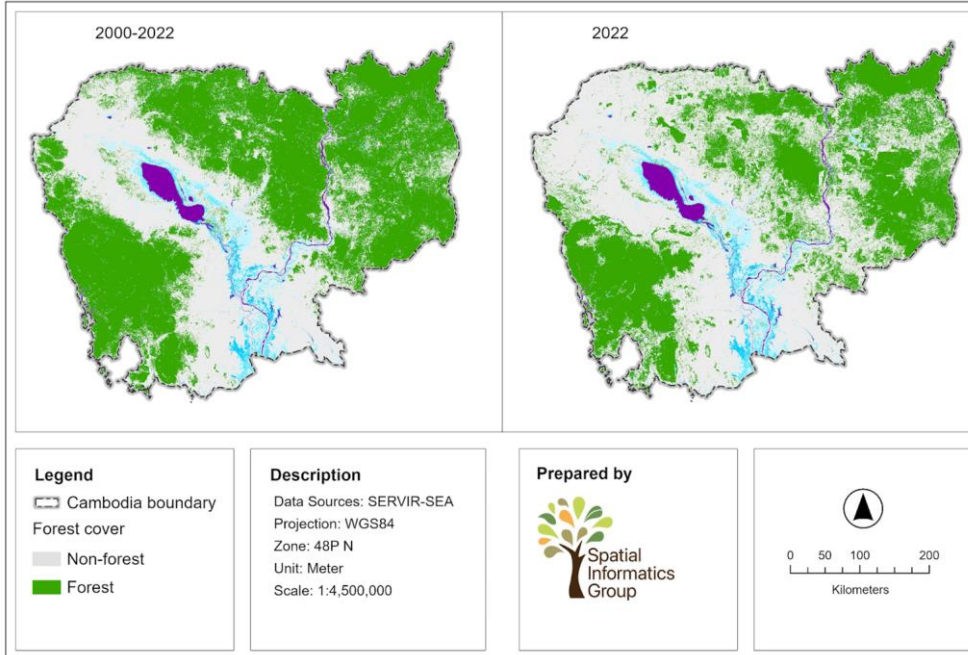 2000-2022
2022
Legend
Cambodia boundary
Forest cover
Non-forest
Forest
Description
Data Sources: SERVIR-SEA
Projection: WGS84
Zone: 48P N
Unit: Meter
Scale: 1:4,500,000
Prepared by
Spatial
Informatics
Group
0 50 100 200
Kilometers